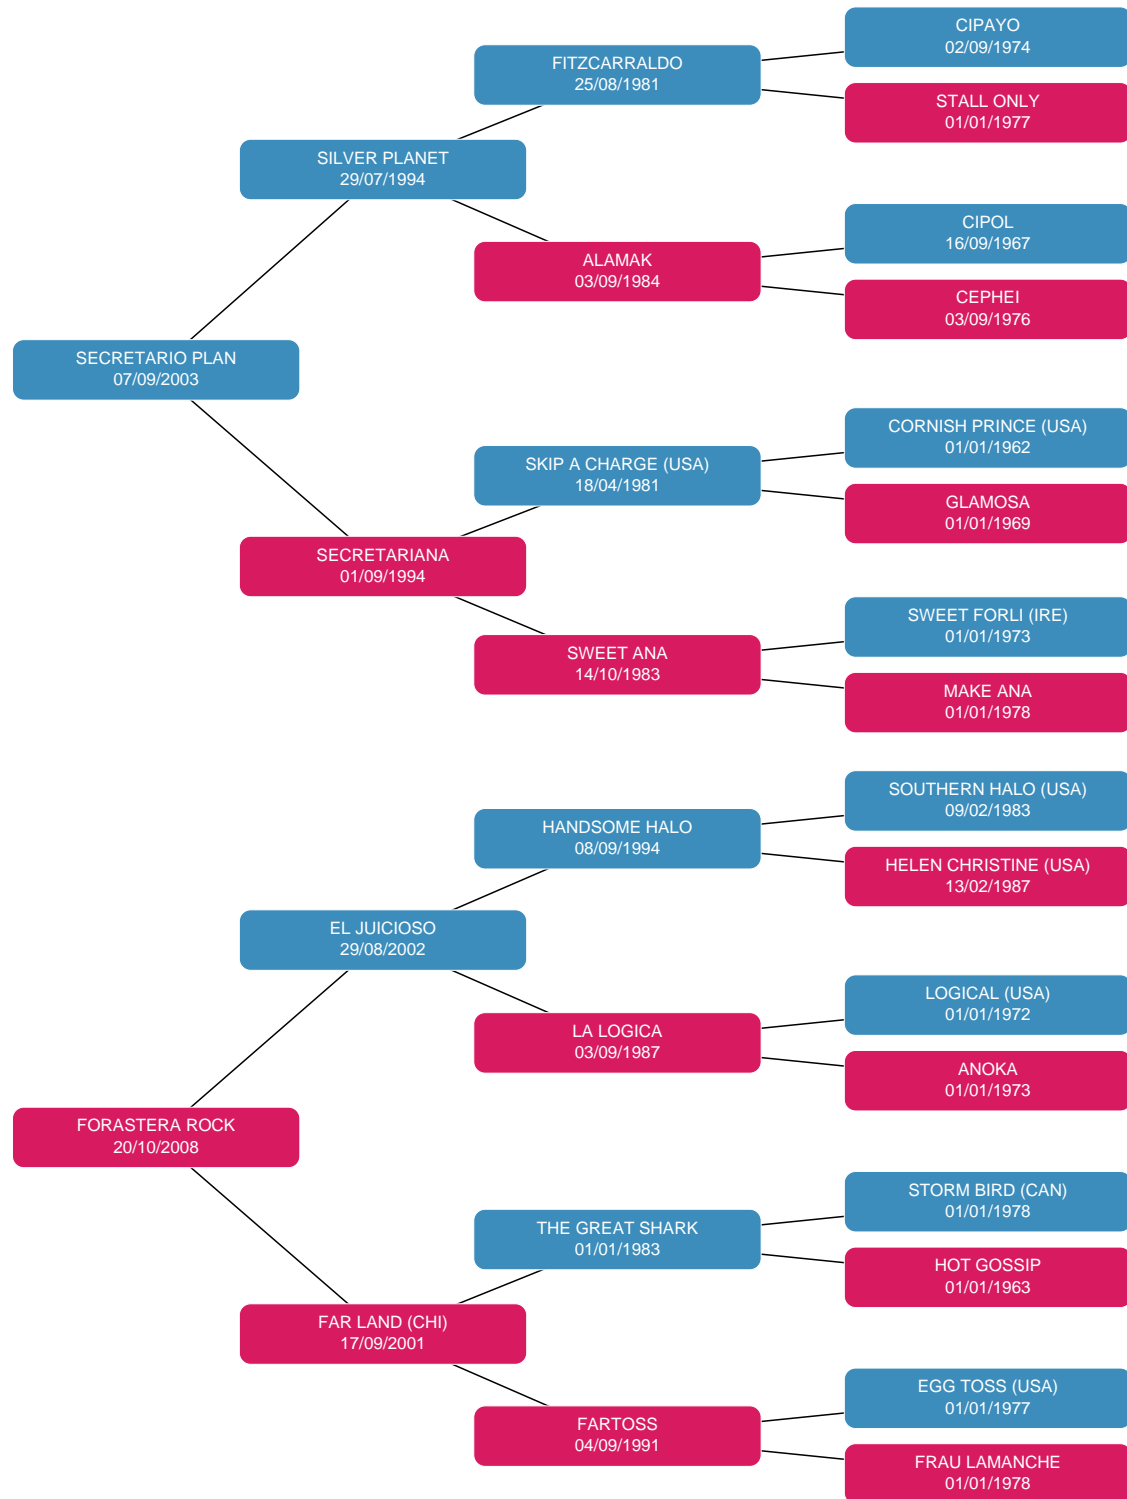 CIPAYO
02/09/1974
FITZCARRALDO
25/08/1981
STALL ONLY
01/01/1977
SILVER PLANET
29/07/1994
CIPOL
16/09/1967
ALAMAK
03/09/1984
CEPHEI
03/09/1976
SECRETARIO PLAN
07/09/2003
CORNISH PRINCE (USA)
01/01/1962
SKIP A CHARGE (USA)
18/04/1981
GLAMOSA
01/01/1969
SECRETARIANA
01/09/1994
SWEET FORLI (IRE)
01/01/1973
SWEET ANA
14/10/1983
MAKE ANA
01/01/1978
SOUTHERN HALO (USA)
09/02/1983
HANDSOME HALO
08/09/1994
HELEN CHRISTINE (USA)
13/02/1987
EL JUICIOSO
29/08/2002
LOGICAL (USA)
01/01/1972
LA LOGICA
03/09/1987
ANOKA
01/01/1973
FORASTERA ROCK
20/10/2008
STORM BIRD (CAN)
01/01/1978
THE GREAT SHARK
01/01/1983
HOT GOSSIP
01/01/1963
FAR LAND (CHI)
17/09/2001
EGG TOSS (USA)
01/01/1977
FARTOSS
04/09/1991
FRAU LAMANCHE
01/01/1978